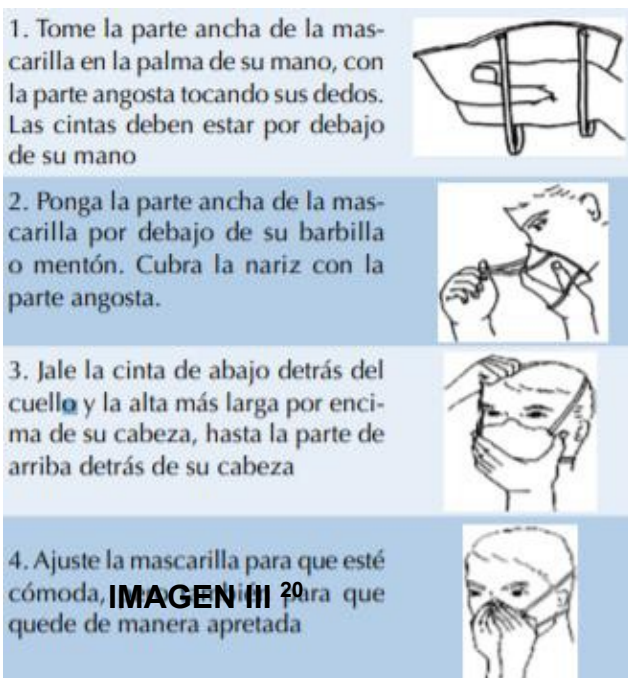 1. Tome la parte ancha de la mas-
carilla en la palma de su mano, con
la parte angosta tocando sus dedos.
Las cintas deben estar por debajo
de su mano
2. Ponga la parte ancha de la mas-
carilla por debajo de su barbilla
o mentón. Cubra la nariz con la
parte angosta.
3. Jale la cinta de abajo detrás del
cuello y la alta más larga por enci-
ma de su cabeza, hasta la parte de
arriba detrás de su cabeza
4. Ajuste la mascarilla para que esté
cómoda, para que
IMAGEN III 20
quede de manera apretada